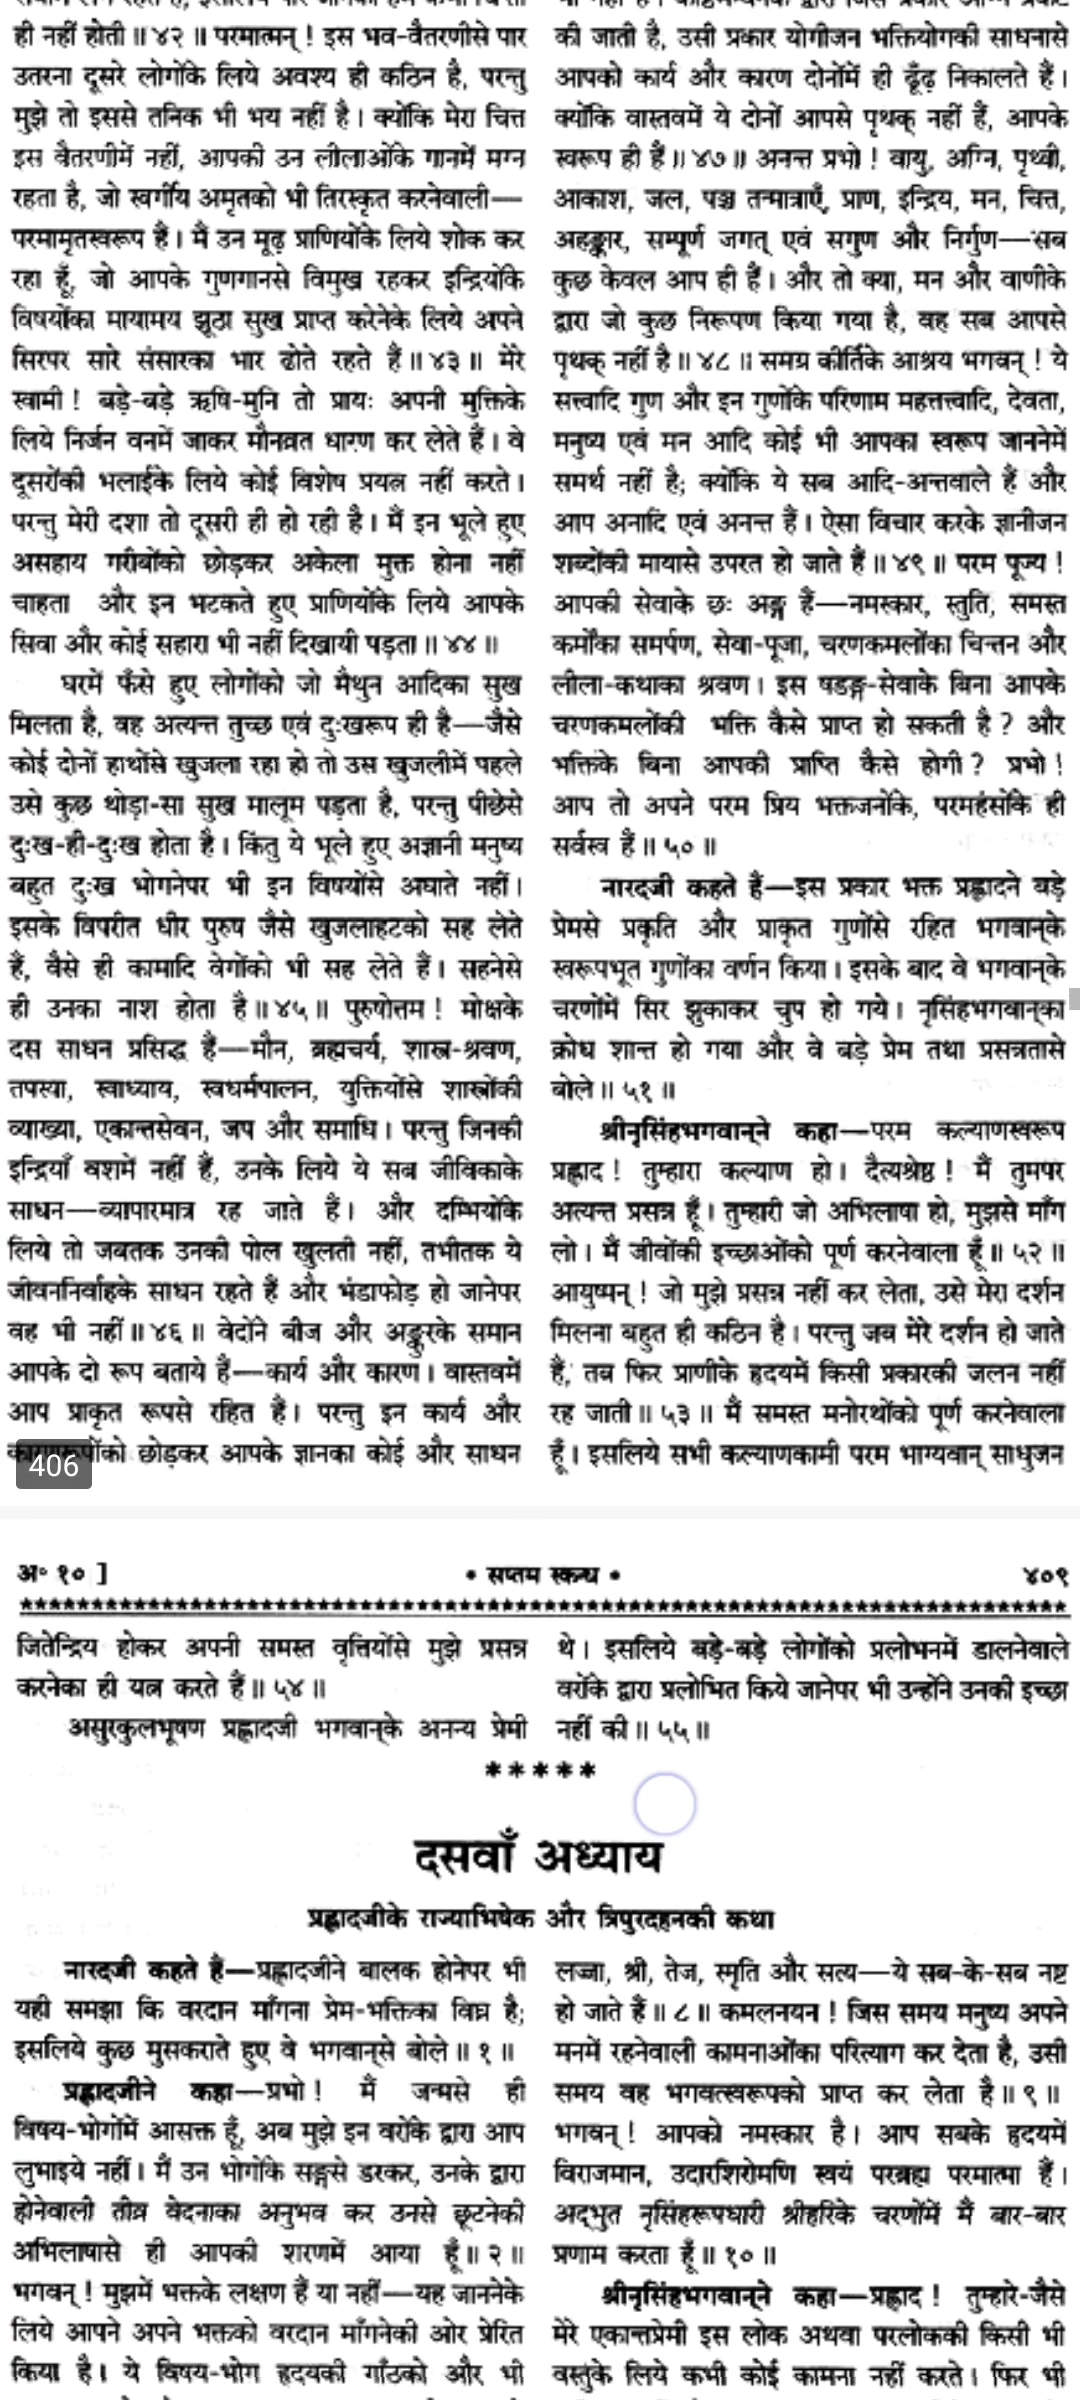 ही नहीं होती॥४२॥ परमात्मन्! इस भव-वैतरणीसे पार
उतरना दूसरे लोगोंके लिये अवश्य ही कठिन है, परन्तु
मुझे तो इससे तनिक भी भय नहीं है। क्योंकि मेरा चित्त
इस वैतरणीमें नहीं, आपकी उन लीलाओंके गानमें मग्न
रहता है, जो स्वर्गीय अमृतको भी तिरस्कृत करनेवाली—
परमामृतस्वरूप हैं। मैं उन मूढ़ प्राणियोंके लिये शोक कर
रहा हूँ, जो आपके गुणगानसे विमुख रहकर इन्द्रियोंके
विषयोंका मायामय झूठा सुख प्राप्त करेनेके लिये अपने
सिरपर सारे संसारका भार ढोते रहते हैं॥४३॥ मेरे
स्वामी! बड़े-बड़े ऋषि-मुनि तो प्रायः अपनी मुक्तिके
लिये निर्जन वनमें जाकर मौनव्रत धारण कर लेते हैं। वे
दूसरोंकी भलाईके लिये कोई विशेष प्रयत्न नहीं करते।
परन्तु मेरी दशा तो दूसरी ही हो रही है। मैं इन भूले हुए
असहाय गरीबोंको छोड़कर अकेला मुक्त होना नहीं
चाहता और इन भटकते हुए प्राणियोंके लिये आपके
सिवा और कोई सहारा भी नहीं दिखायी पड़ता॥४४॥
घरमें फँसे हुए लोगोंको जो मैथुन आदिका सुख
मिलता है, वह अत्यन्त तुच्छ एवं दुःखरूप ही है—जैसे
कोई दोनों हाथोंसे खुजला रहा हो तो उस खुजलीमें पहले
उसे कुछ थोड़ा-सा सुख मालूम पड़ता है, परन्तु पीछेसे
दुःख-ही-दुःख होता है। किंतु ये भूले हुए अज्ञानी मनुष्य
बहुत दुःख भोगनेपर भी इन विषयोंसे अघाते नहीं।
इसके विपरीत धीर पुरुष जैसे खुजलाहटको सह लेते
हैं, वैसे ही कामादि वेगोंको भी सह लेते हैं। सहनेसे
ही उनका नाश होता है॥४५॥ पुरुषोत्तम! मोक्षके
दस साधन प्रसिद्ध हैं—मौन, ब्रह्मचर्य, शास्त्र-श्रवण,
तपस्या, स्वाध्याय, स्वधर्मपालन, युक्तियोंसे शास्त्रोंकी
व्याख्या, एकान्तसेवन, जप और समाधि। परन्तु जिनकी
इन्द्रियाँ वशमें नहीं हैं, उनके लिये ये सब जीविकाके
साधन—व्यापारमात्र रह जाते हैं। और दम्भियोंके
लिये तो जबतक उनकी पोल खुलती नहीं, तभीतक ये
जीवननिर्वाहके साधन रहते हैं और भंडाफोड़ हो जानेपर
वह भी नहीं॥४६॥ वेदोंने बीज और अङ्कुरके समान
आपके दो रूप बताये हैं—कार्य और कारण। वास्तवमें
आप प्राकृत रूपसे रहित हैं। परन्तु इन कार्य और
कारणरूपोंको छोड़कर आपके ज्ञानका कोई और साधन
406
की जाती है, उसी प्रकार योगीजन भक्तियोगकी साधनासे
आपको कार्य और कारण दोनोंमें ही ढूँढ़ निकालते हैं।
क्योंकि वास्तवमें ये दोनों आपसे पृथक् नहीं हैं, आपके
स्वरूप ही हैं॥४७॥ अनन्त प्रभो! वायु, अग्नि, पृथ्वी,
आकाश, जल, पञ्च तन्मात्राएँ, प्राण, इन्द्रिय, मन, चित्त,
अहङ्कार, सम्पूर्ण जगत् एवं सगुण और निर्गुण—सब
कुछ केवल आप ही हैं। और तो क्या, मन और वाणीके
द्वारा जो कुछ निरूपण किया गया है, वह सब आपसे
पृथक् नहीं है॥४८॥ समग्र कीर्तिके आश्रय भगवन्! ये
सत्त्वादि गुण और इन गुणोंके परिणाम महत्तत्त्वादि, देवता,
मनुष्य एवं मन आदि कोई भी आपका स्वरूप जाननेमें
समर्थ नहीं है; क्योंकि ये सब आदि-अन्तवाले हैं और
आप अनादि एवं अनन्त हैं। ऐसा विचार करके ज्ञानीजन
शब्दोंकी मायासे उपरत हो जाते हैं॥४९॥ परम पूज्य!
आपकी सेवाके छः अङ्ग हैं—नमस्कार, स्तुति, समस्त
कर्मोंका समर्पण, सेवा-पूजा, चरणकमलोंका चिन्तन और
लीला-कथाका श्रवण। इस षडङ्ग-सेवाके बिना आपके
चरणकमलोंकी भक्ति कैसे प्राप्त हो सकती है? और
भक्तिके बिना आपकी प्राप्ति कैसे होगी? प्रभो!
आप तो अपने परम प्रिय भक्तजनोंके, परमहंसोंके ही
सर्वस्व हैं॥५०॥
नारदजी कहते हैं—इस प्रकार भक्त प्रह्लादने बड़े
प्रेमसे प्रकृति और प्राकृत गुणोंसे रहित भगवान्‌के
स्वरूपभूत गुणोंका वर्णन किया। इसके बाद वे भगवान्‌के
चरणोंमें सिर झुकाकर चुप हो गये। नृसिंहभगवान्‌का
क्रोध शान्त हो गया और वे बड़े प्रेम तथा प्रसन्नतासे
बोले॥५१॥
श्रीनृसिंहभगवान्‌ने कहा—परम कल्याणस्वरूप
प्रह्लाद! तुम्हारा कल्याण हो। दैत्यश्रेष्ठ! मैं तुमपर
अत्यन्त प्रसन्न हूँ। तुम्हारी जो अभिलाषा हो, मुझसे माँग
लो। मैं जीवोंकी इच्छाओंको पूर्ण करनेवाला हूँ॥५२॥
आयुष्मन्! जो मुझे प्रसन्न नहीं कर लेता, उसे मेरा दर्शन
मिलना बहुत ही कठिन है। परन्तु जब मेरे दर्शन हो जाते
हैं, तब फिर प्राणीके हृदयमें किसी प्रकारकी जलन नहीं
रह जाती॥५३॥ मैं समस्त मनोरथोंको पूर्ण करनेवाला
हूँ। इसलिये सभी कल्याणकामी परम भाग्यवान् साधुजन
अ॰ १०] • सप्तम स्कन्ध • ४०९
जितेन्द्रिय होकर अपनी समस्त वृत्तियोंसे मुझे प्रसन्न
करनेका ही यत्न करते हैं॥५४॥
असुरकुलभूषण प्रह्लादजी भगवान्‌के अनन्य प्रेमी
थे। इसलिये बड़े-बड़े लोगोंको प्रलोभनमें डालनेवाले
वरोंके द्वारा प्रलोभित किये जानेपर भी उन्होंने उनकी इच्छा
नहीं की॥५५॥
*****
दसवाँ अध्याय
प्रह्लादजीके राज्याभिषेक और त्रिपुरदहनकी कथा
नारदजी कहते हैं—प्रह्लादजीने बालक होनेपर भी
यही समझा कि वरदान माँगना प्रेम-भक्तिका विघ्न है;
इसलिये कुछ मुसकराते हुए वे भगवान्‌से बोले॥१॥
प्रह्लादजीने कहा—प्रभो! मैं जन्मसे ही
विषय-भोगोंमें आसक्त हूँ, अब मुझे इन वरोंके द्वारा आप
लुभाइये नहीं। मैं उन भोगोंके सङ्गसे डरकर, उनके द्वारा
होनेवाली तीव्र वेदनाका अनुभव कर उनसे छूटनेकी
अभिलाषासे ही आपकी शरणमें आया हूँ॥२॥
भगवन्! मुझमें भक्तके लक्षण हैं या नहीं—यह जाननेके
लिये आपने अपने भक्तको वरदान माँगनेकी ओर प्रेरित
किया है। ये विषय-भोग हृदयकी गाँठको और भी
लज्जा, श्री, तेज, स्मृति और सत्य—ये सब-के-सब नष्ट
हो जाते हैं॥८॥ कमलनयन! जिस समय मनुष्य अपने
मनमें रहनेवाली कामनाओंका परित्याग कर देता है, उसी
समय वह भगवत्स्वरूपको प्राप्त कर लेता है॥९॥
भगवन्! आपको नमस्कार है। आप सबके हृदयमें
विराजमान, उदारशिरोमणि स्वयं परब्रह्म परमात्मा हैं।
अद्भुत नृसिंहरूपधारी श्रीहरिके चरणोंमें मैं बार-बार
प्रणाम करता हूँ॥१०॥
श्रीनृसिंहभगवान्‌ने कहा—प्रह्लाद! तुम्हारे-जैसे
मेरे एकान्तप्रेमी इस लोक अथवा परलोककी किसी भी
वस्तुके लिये कभी कोई कामना नहीं करते। फिर भी